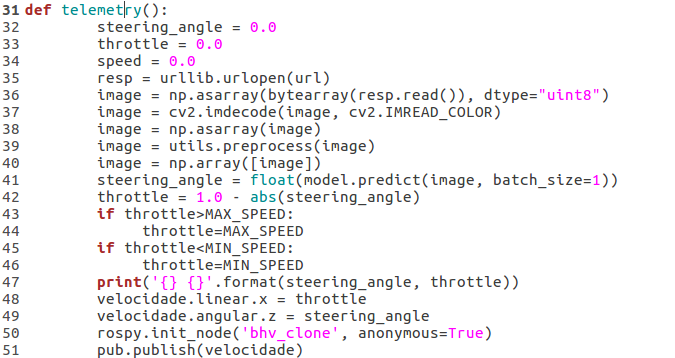 31 def telemetry():
32         steering_angle = 0.0
33         throttle = 0.0
34         speed = 0.0
35         resp = urllib.urlopen(url)
36         image = np.asarray(bytearray(resp.read()), dtype="uint8")
37         image = cv2.imdecode(image, cv2.IMREAD_COLOR)
38         image = np.asarray(image)
39         image = utils.preprocess(image)
40         image = np.array([image])
41         steering_angle = float(model.predict(image, batch_size=1))
42         throttle = 1.0 - abs(steering_angle)
43         if throttle>MAX_SPEED:
44              throttle=MAX_SPEED
45         if throttle<MIN_SPEED:
46              throttle=MIN_SPEED
47         print('{} {}'.format(steering_angle, throttle))
48         velocidade.linear.x = throttle
49         velocidade.angular.z = steering_angle
50         rospy.init_node('bhv_clone', anonymous=True)
51         pub.publish(velocidade)